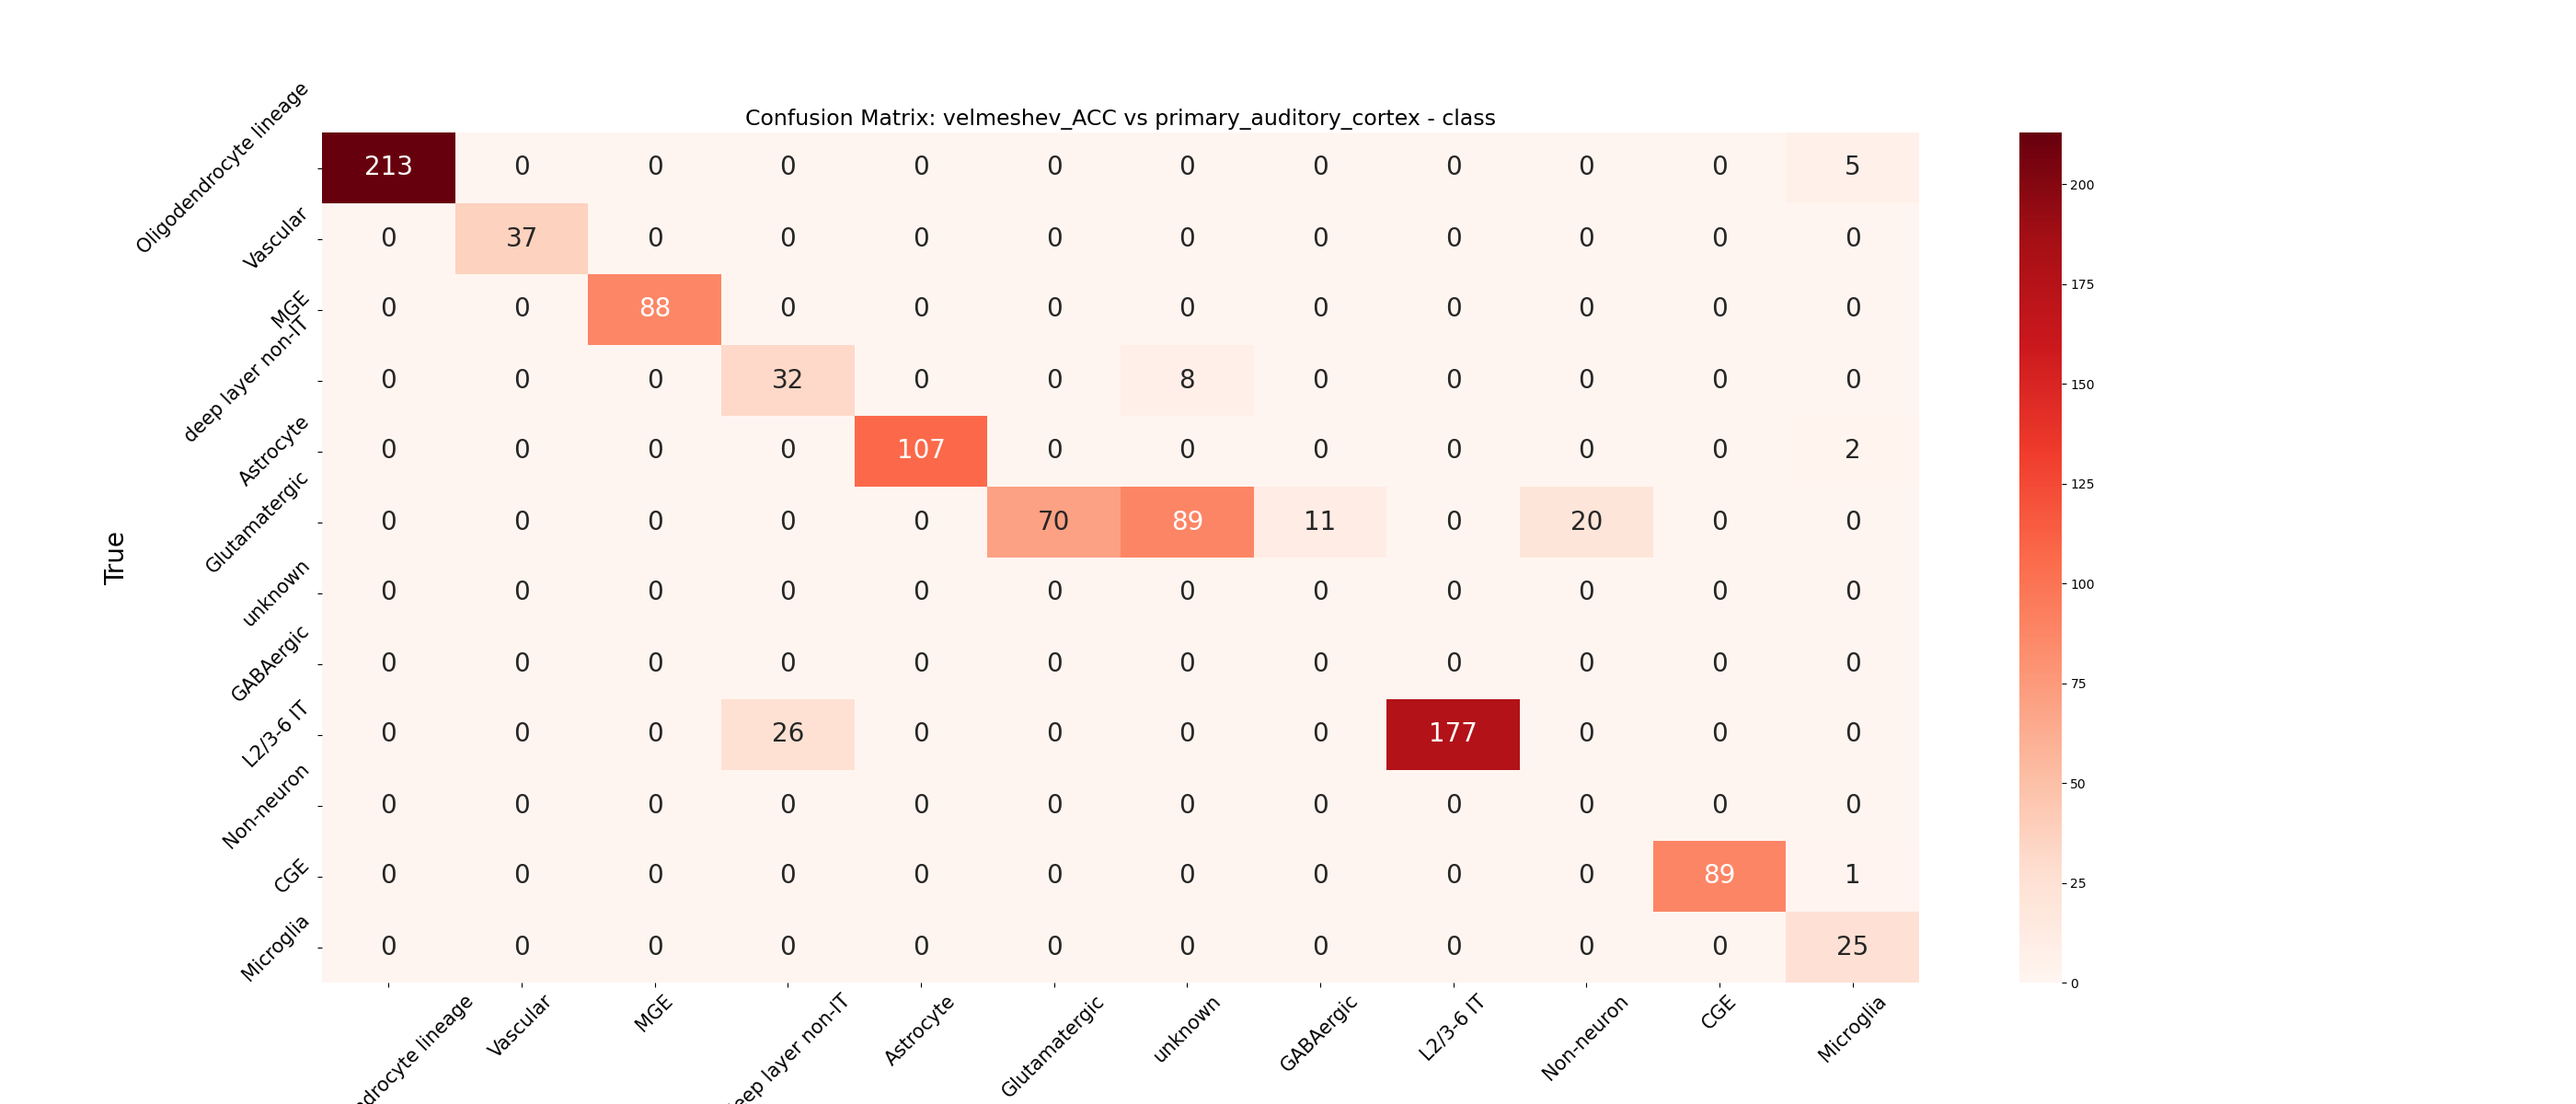 Confusion Matrix: velmeshev_ACC vs primary_auditory_cortex - class
True
Oligodendrocyte lineage 213 0 0 0 0 0 0 0 0 0 0 5
Vascular 0 37 0 0 0 0 0 0 0 0 0 0
MGE 0 0 88 0 0 0 0 0 0 0 0 0
deep layer non-IT 0 0 0 32 0 0 8 0 0 0 0 0
Astrocyte 0 0 0 0 107 0 0 0 0 0 0 2
Glutamatergic 0 0 0 0 0 70 89 11 0 20 0 0
unknown 0 0 0 0 0 0 0 0 0 0 0 0
GABAergic 0 0 0 0 0 0 0 0 0 0 0 0
L2/3-6 IT 0 0 0 26 0 0 0 0 177 0 0 0
Non-neuron 0 0 0 0 0 0 0 0 0 0 0 0
CGE 0 0 0 0 0 0 0 0 0 0 89 1
Microglia 0 0 0 0 0 0 0 0 0 0 0 25
ndrocyte lineage
Vascular
MGE
eep layer non-IT
Astrocyte
Glutamatergic
unknown
GABAergic
L2/3-6 IT
Non-neuron
CGE
Microglia
200
175
150
125
100
75
50
25
0